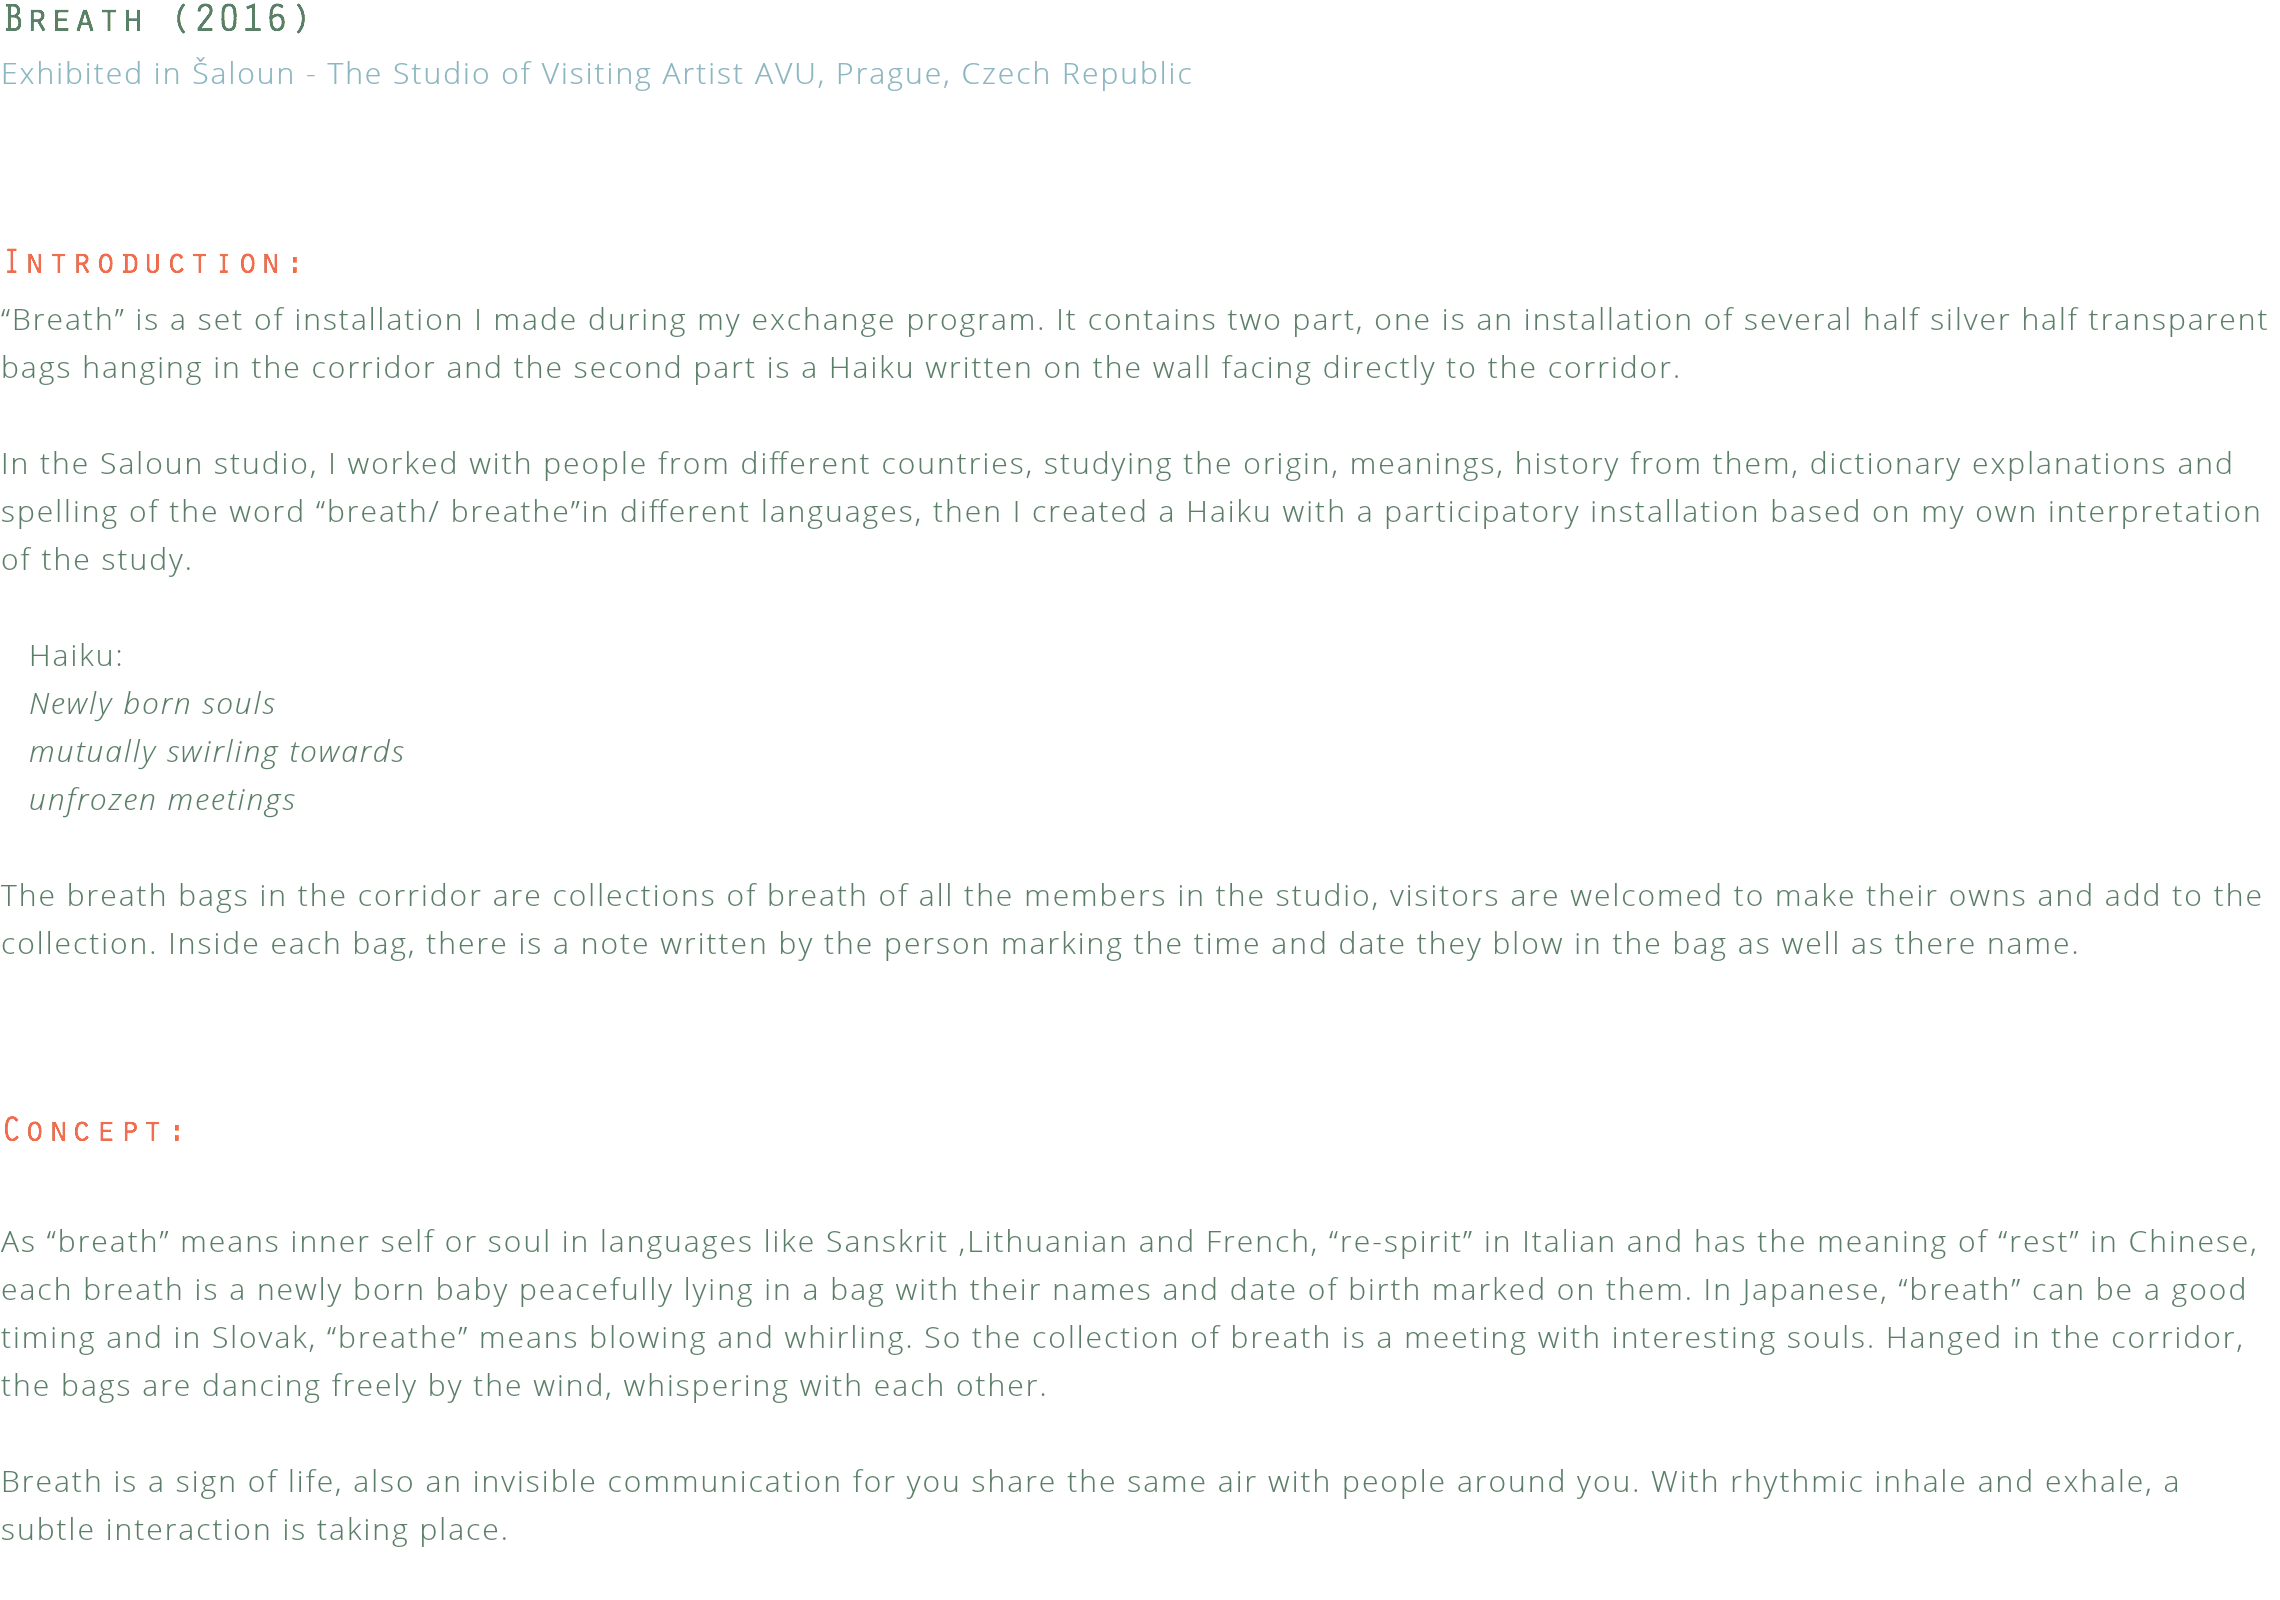 Breath (2016)
Exhibited in Šaloun - The Studio of Visiting Artist AVU, Prague, Czech Republic
Introduction:
“Breath” is a set of installation I made during my exchange program. It contains two part, one is an installation of several half silver half transparent
bags hanging in the corridor and the second part is a Haiku written on the wall facing directly to the corridor.
In the Saloun studio, I worked with people from different countries, studying the origin, meanings, history from them, dictionary explanations and
spelling of the word “breath/ breathe”in different languages, then I created a Haiku with a participatory installation based on my own interpretation
of the study.
Haiku:
Newly born souls
mutually swirling towards
unfrozen meetings
The breath bags in the corridor are collections of breath of all the members in the studio, visitors are welcomed to make their owns and add to the
collection. Inside each bag, there is a note written by the person marking the time and date they blow in the bag as well as there name.
Concept:
As “breath” means inner self or soul in languages like Sanskrit ,Lithuanian and French, “re-spirit” in Italian and has the meaning of “rest” in Chinese,
each breath is a newly born baby peacefully lying in a bag with their names and date of birth marked on them. In Japanese, “breath” can be a good
timing and in Slovak, “breathe” means blowing and whirling. So the collection of breath is a meeting with interesting souls. Hanged in the corridor,
the bags are dancing freely by the wind, whispering with each other.
Breath is a sign of life, also an invisible communication for you share the same air with people around you. With rhythmic inhale and exhale, a
subtle interaction is taking place.